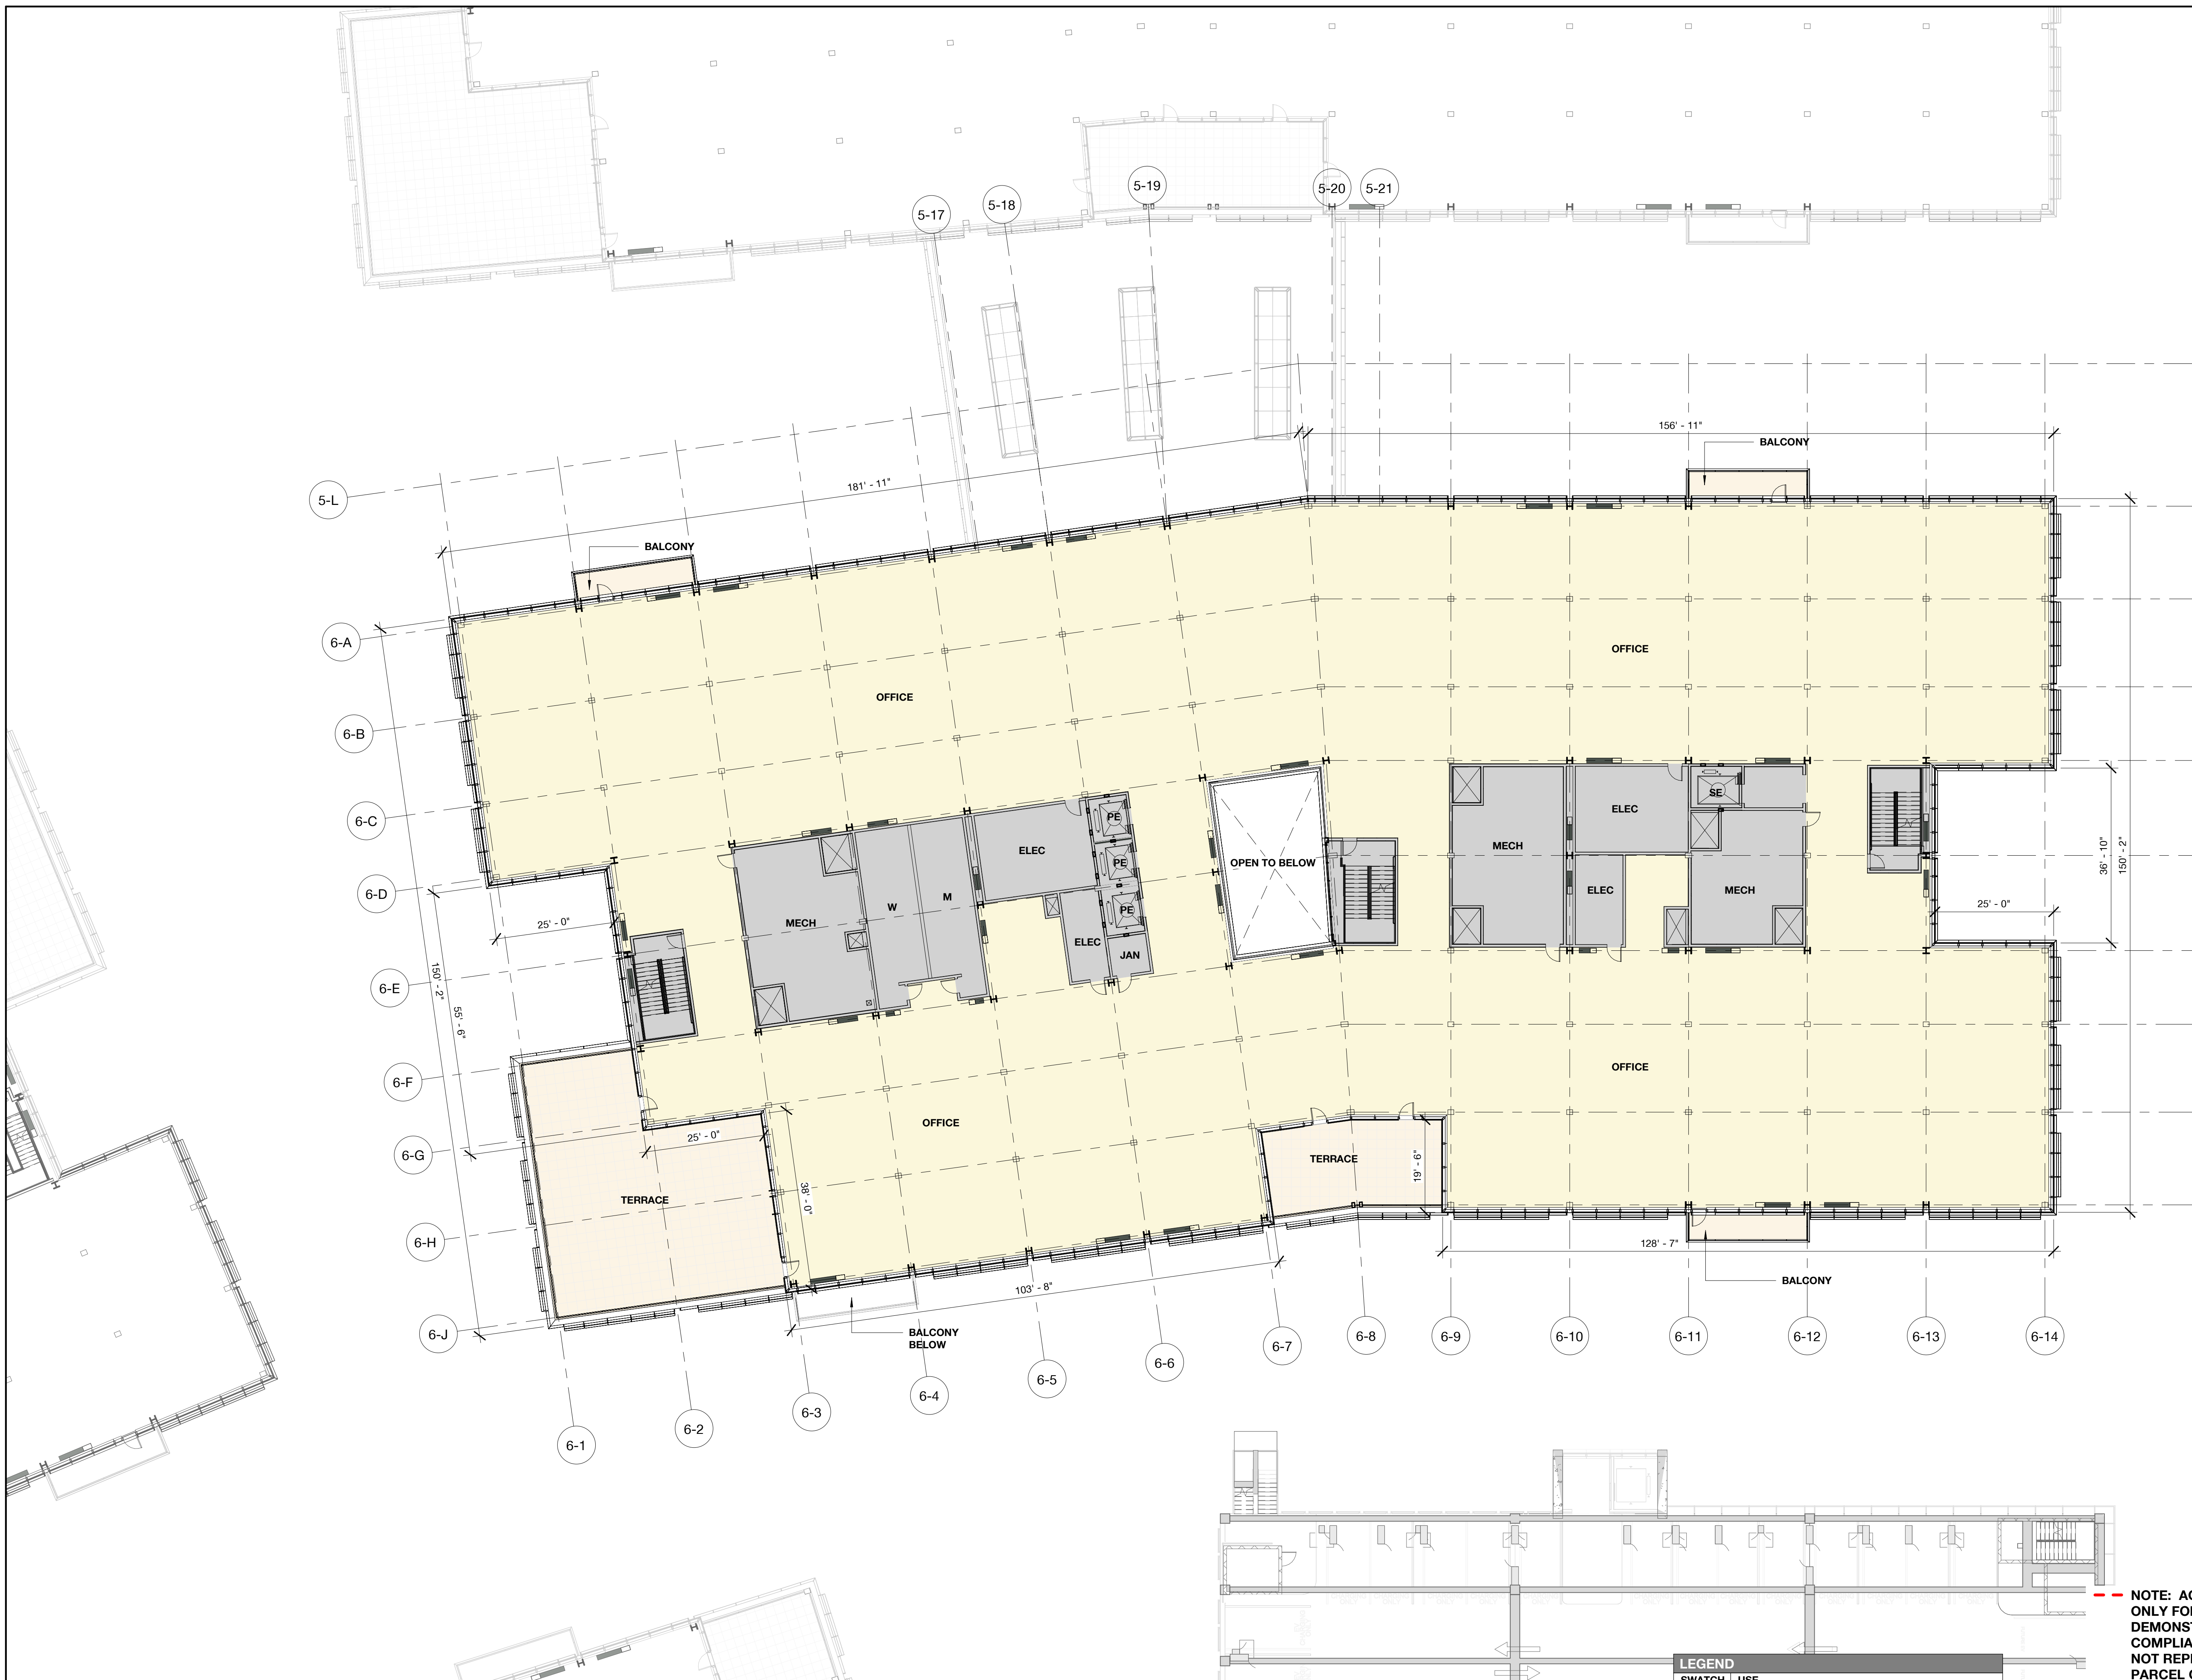 5-17
5-18
5-19
5-20
5-21
156' - 11"
BALCONY
181' - 11"
5-L
BALCONY
6-A
OFFICE
OFFICE
6-B
6-C
PE
SE
ELEC
ELEC
MECH
PE
OPEN TO BELOW
36' - 10"
150' - 2"
6-D
W
M
ELEC
MECH
PE
25' - 0"
MECH
25' - 0"
ELEC
JAN
150' - 2"
6-E
55' - 6"
6-F
OFFICE
OFFICE
25' - 0"
6-G
TERRACE
19' - 6"
38' - 0"
TERRACE
6-H
128' - 7"
BALCONY
103' - 8"
6-J
BALCONY
BELOW
6-1
6-2
6-3
6-4
6-5
6-6
6-7
6-8
6-9
6-10
6-11
6-12
6-13
6-14
NOTE:
ONLY
COMPLIA
NOT
PARCEL
LEGEND
SWATCH USE